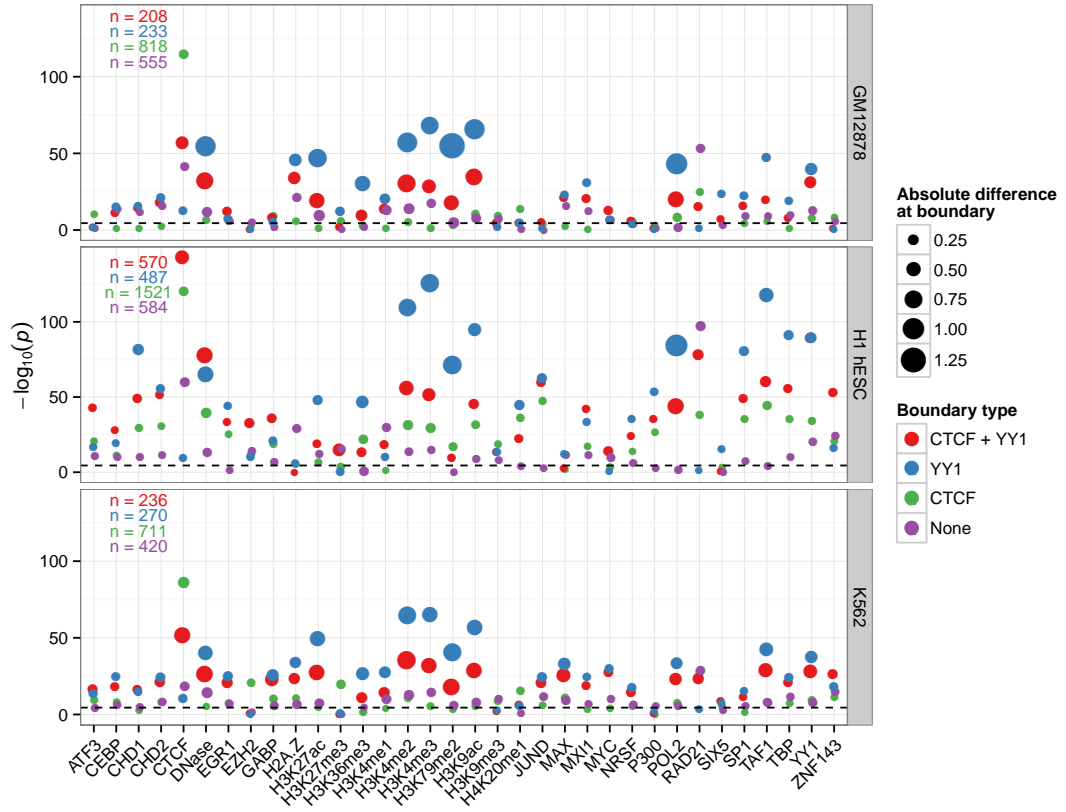 n = 208
n = 233
n = 818
n = 555
100
50
0
GM12878
n = 570
n = 487
n = 1521
n = 584
100
50
0
H1 hESC
n = 236
n = 270
n = 711
n = 420
100
50
0
K562
− log₁₀(p)
ATF3
CEBP
CHD1
CHD2
CTCF
DNase
EGR1
EZH2
GABP
H2A.Z
H3K27ac
H3K27me3
H3K36me3
H3K4me1
H3K4me2
H3K4me3
H3K79me2
H3K9ac
H3K9me3
H4K20me1
JUND
MAX
MXI1
MYC
NRSF
P300
POL2
RAD21
SIX5
SP1
TAF1
TBP
YY1
ZNF143
Absolute difference
at boundary
0.25
0.50
0.75
1.00
1.25
Boundary type
CTCF + YY1
YY1
CTCF
None